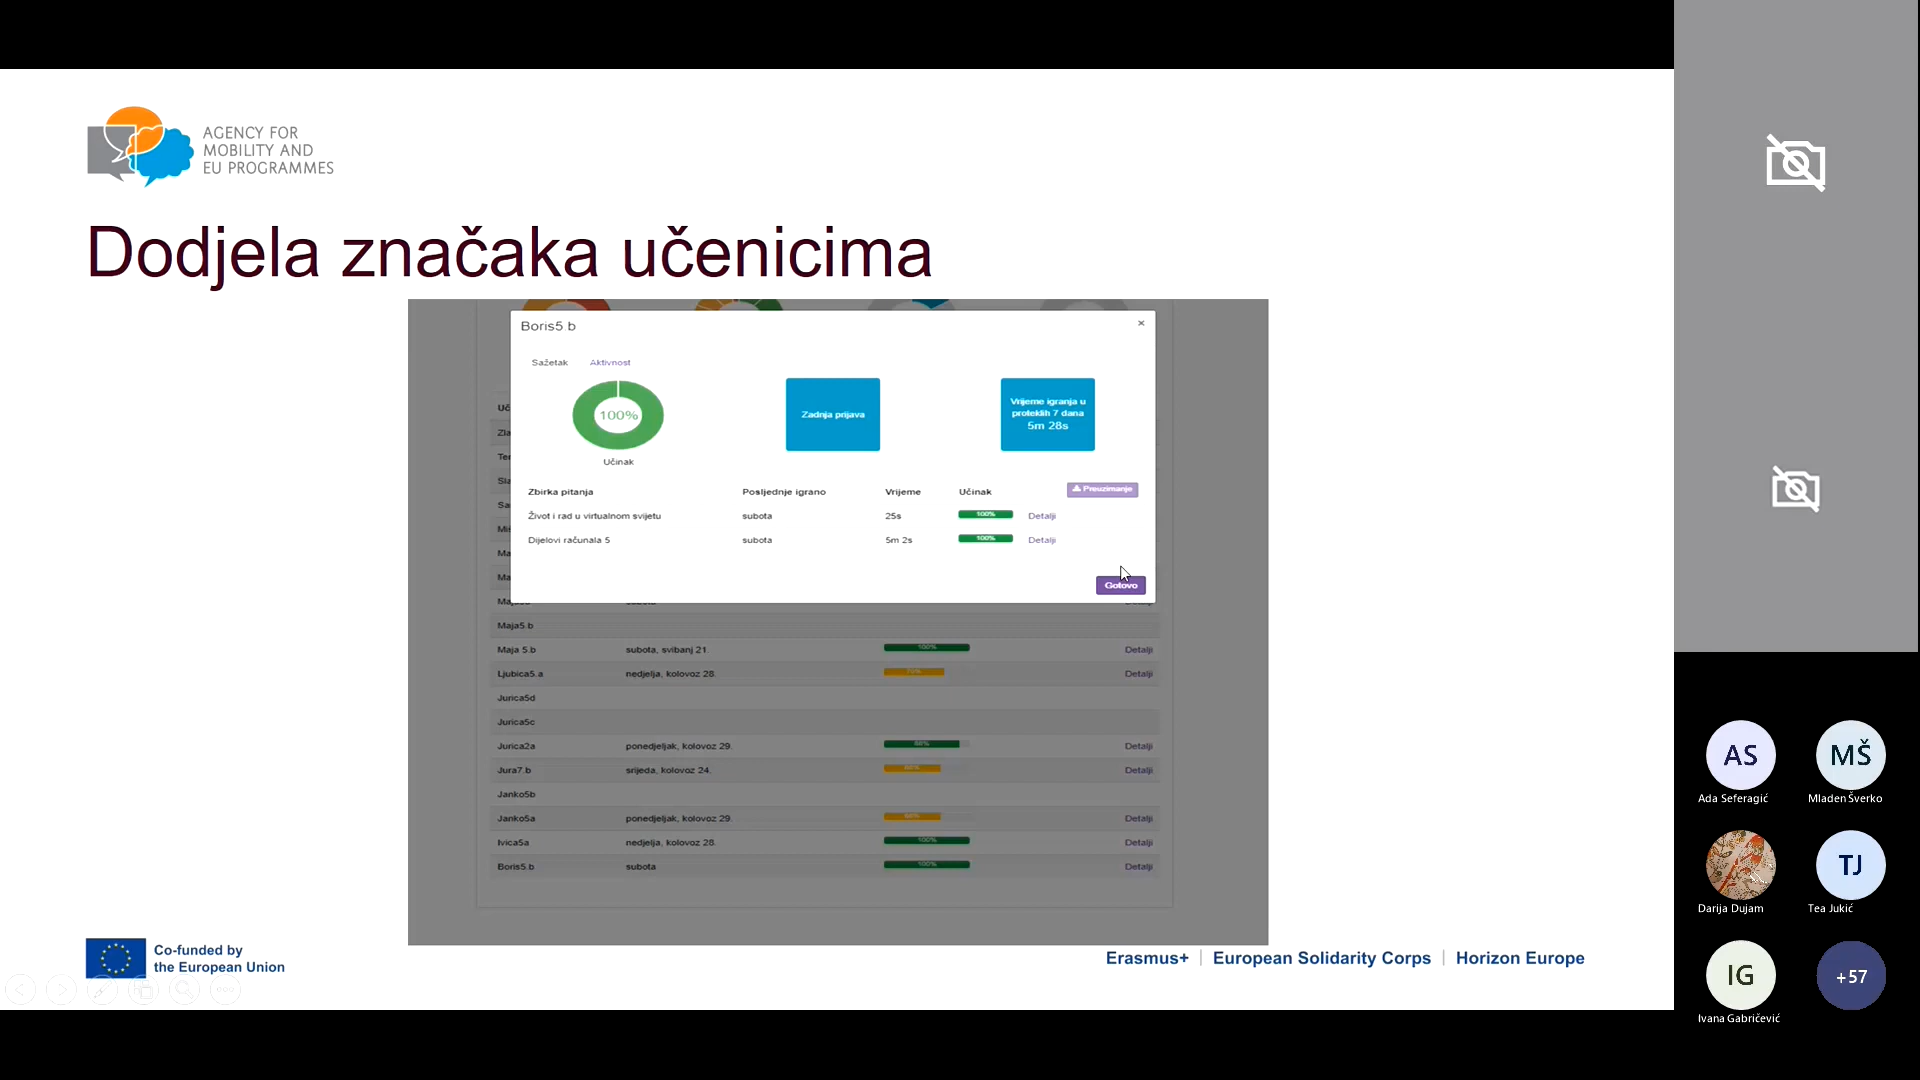 AGENCY FOR
MOBILITY AND
EU PROGRAMMES
Dodjela značaka učenicima
Boris5 b
×
Sažetak Aktivnost
100%
Učinak
Zadnja prijava
Vrijeme igranja u
proteklih 7 dana
5m 28s
Zbirka pitanja Posljednje igrano Vrijeme Učinak Preuzimanje
Život i rad u virtualnom svijetu subota 25s 100% Detalji
Dijelovi računala 5 subota 5m 2s 100% Detalji
Gotovo
Maja5.b
Maja 5.b subota, svibanj 21. 100% Detalji
Ljubica5.a nedjelja, kolovoz 28. Detalji
Jurica5d
Jurica5c
Jurica2a ponedjeljak, kolovoz 29. Detalji
Jura7.b srijeda, kolovoz 24. Detalji
Janko5b
Janko5a ponedjeljak, kolovoz 29. Detalji
Ivica5a nedjelja, kolovoz 28. 100% Detalji
Boris5 b subota 100% Detalji
Co-funded by
the European Union
Erasmus+ | European Solidarity Corps | Horizon Europe
AS
Ada Seferagić
MŠ
Mladen Šverko
Darija Dujam
TJ
Tea Jukić
IG
Ivana Gabričević
+57